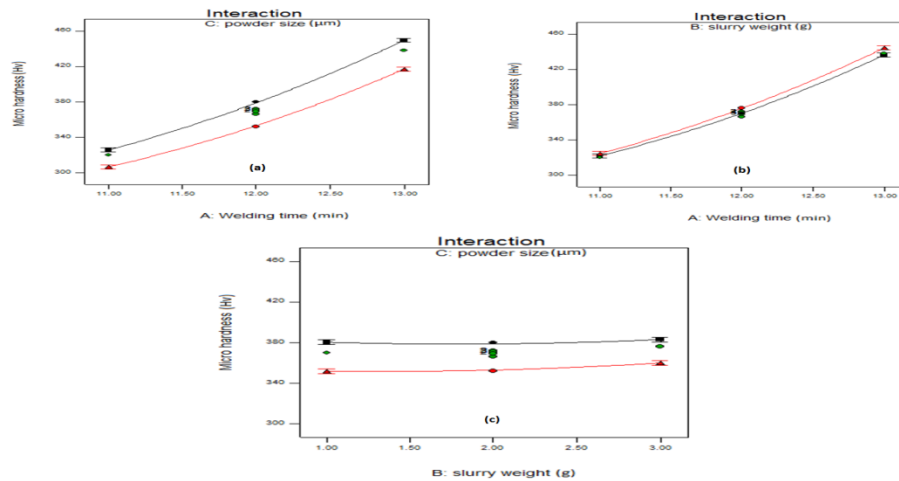 Interaction
C: powder size (µm)
Micro hardness (Hv)
460
420
380
340
300
2
(a)
11.00
11.50
12.00
12.50
13.00
A: Welding time (min)
Interaction
B: slurry weight (g)
Micro hardness (Hv)
460
420
380
340
300
2
(b)
11.00
11.50
12.00
12.50
13.00
A: Welding time (min)
Interaction
C: powder size (µm)
Micro hardness (Hv)
460
420
380
340
300
(c)
1.00
1.50
2.00
2.50
3.00
B: slurry weight (g)